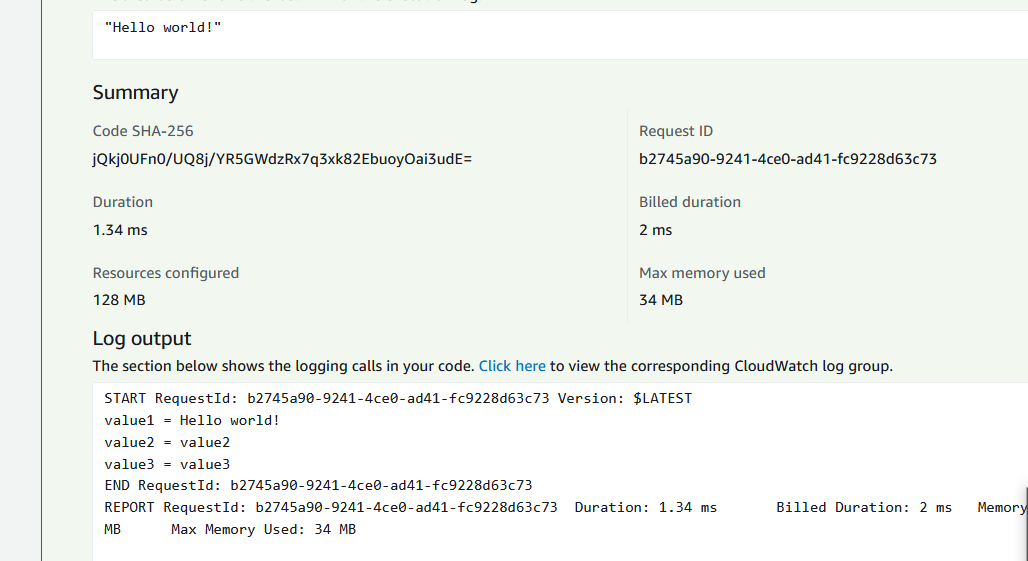 "Hello world!"
Summary
Code SHA-256
jQkj0UFn0/UQ8j/YR5GWdzRx7q3xk82EbuoyOai3udE=
Request ID
b2745a90-9241-4ce0-ad41-fc9228d63c73
Duration
1.34 ms
Billed duration
2 ms
Resources configured
128 MB
Max memory used
34 MB
Log output
The section below shows the logging calls in your code. Click here to view the corresponding CloudWatch log group.
START RequestId: b2745a90-9241-4ce0-ad41-fc9228d63c73 Version: $LATEST
value1 = Hello world!
value2 = value2
value3 = value3
END RequestId: b2745a90-9241-4ce0-ad41-fc9228d63c73
REPORT RequestId: b2745a90-9241-4ce0-ad41-fc9228d63c73 Duration: 1.34 ms Billed Duration: 2 ms Memory
MB Max Memory Used: 34 MB